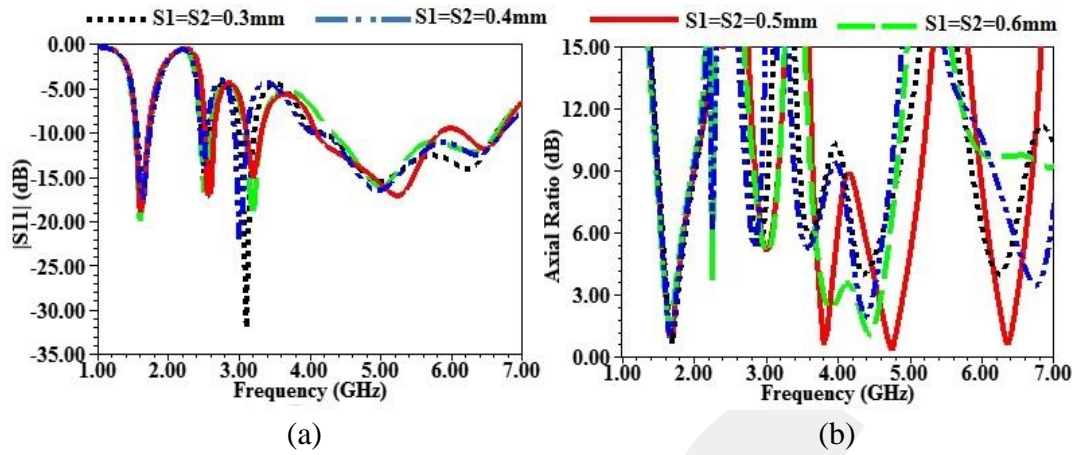 S1=S2=0.3mm S1=S2=0.4mm S1=S2=0.5mm S1=S2=0.6mm
0.00
-5.00
-10.00
-15.00
-20.00
-25.00
-30.00
-35.00
|S11| (dB)
1.00 2.00 3.00 4.00 5.00 6.00 7.00
Frequency (GHz)
(a)
15.00
12.00
9.00
6.00
3.00
0.00
Axial Ratio (dB)
2.00 3.00 4.00 5.00 6.00 7.00
Frequency (GHz)
(b)